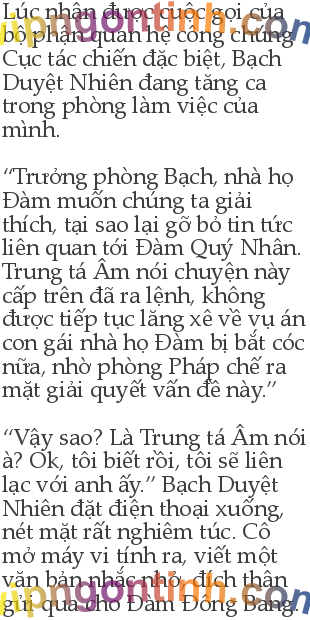 Lúc nhận được cuộc gọi của
bộ phận quan hệ công chúng
Cục tác chiến đặc biệt, Bạch
Duyệt Nhiên đang tăng ca
trong phòng làm việc của
mình.

“Trưởng phòng Bạch, nhà họ
Đàm muốn chúng ta giải
thích, tại sao lại gỡ bỏ tin tức
liên quan tới Đàm Quý Nhân.
Trung tá Âm nói chuyện này
cấp trên đã ra lệnh, không
được tiếp tục lăng xê về vụ án
con gái nhà họ Đàm bị bắt cóc
nữa, nhờ phòng Pháp chế ra
mặt giải quyết vấn đề này.”

“Vậy sao? Là Trung tá Âm nói
à? Ok, tôi biết rồi, tôi sẽ liên
lạc với anh ấy.” Bạch Duyệt
Nhiên đặt điện thoại xuống,
nét mặt rất nghiêm túc. Cô
mở máy vi tính ra, viết một
văn bản nhắc nhở, đích thân
gửi qua cho Đàm Đông Bang.